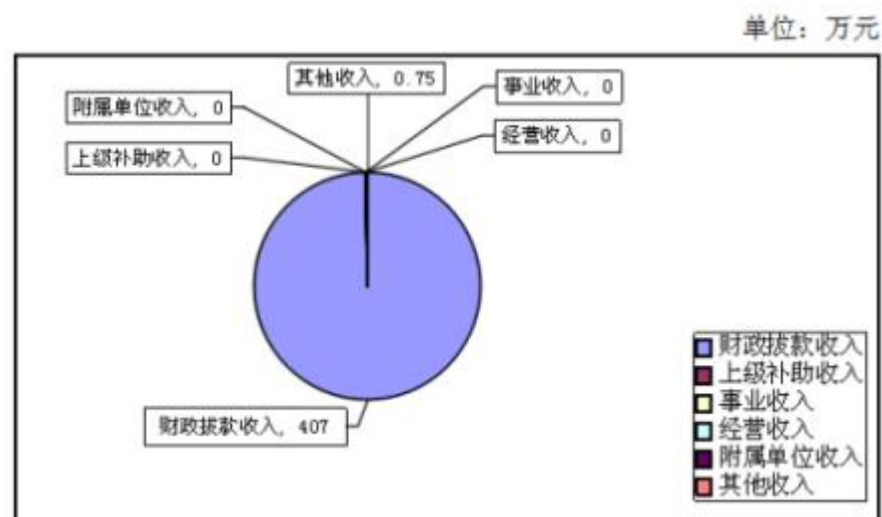 单位：万元
其他收入，0.75
事业收入，0
附属单位收入，0
经营收入，0
上级补助收入，0
财政拔款收入，407
财政拔款收入
上级补助收入
事业收入
经营收入
附属单位收入
其他收入